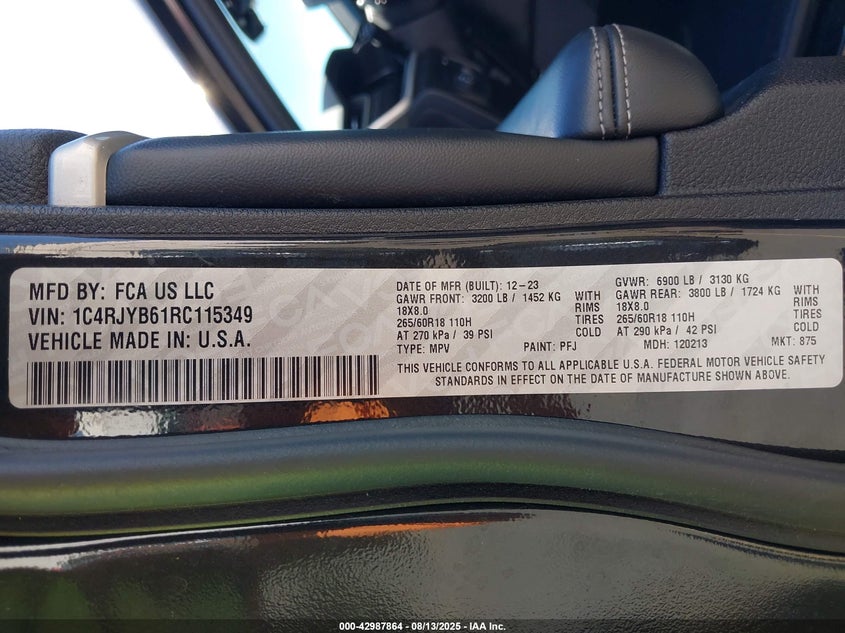 MFD BY: FCA US LLC
VIN: 1C4RJYB61RC115349
VEHICLE MADE IN: U.S.A.
DATE OF MFR (BUILT): 12-23
GAWR FRONT: 3200 LB / 1452 KG WITH
18X8.0 RIMS
265/60R18 110H TIRES
AT 270 kPa / 39 PSI COLD
TYPE: MPV PAINT: PFJ
GVWR: 6900 LB / 3130 KG
GAWR REAR: 3800 LB / 1724 KG WITH
18X8.0 RIMS
265/60R18 110H TIRES
AT 290 kPa / 42 PSI COLD
MDH: 120213 MKT: 875
THIS VEHICLE CONFORMS TO ALL APPLICABLE U.S.A. FEDERAL MOTOR VEHICLE SAFETY
STANDARDS IN EFFECT ON THE DATE OF MANUFACTURE SHOWN ABOVE.
000-42987864 - 08/13/2025 - IAA Inc.